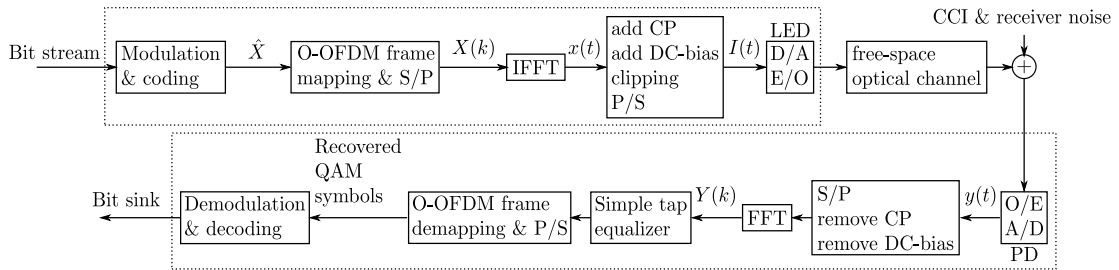 CCI & receiver noise
Bit stream
Modulation
& coding
X̂
O-OFDM frame
mapping & S/P
X(k)
IFFT
x(t)
add CP
add DC-bias
clipping
P/S
I(t)
LED
D/A
E/O
free-space
optical channel
+
Bit sink
Demodulation
& decoding
Recovered
QAM
symbols
O-OFDM frame
demapping & P/S
Simple tap
equalizer
Y(k)
FFT
S/P
remove CP
remove DC-bias
y(t)
O/E
A/D
PD